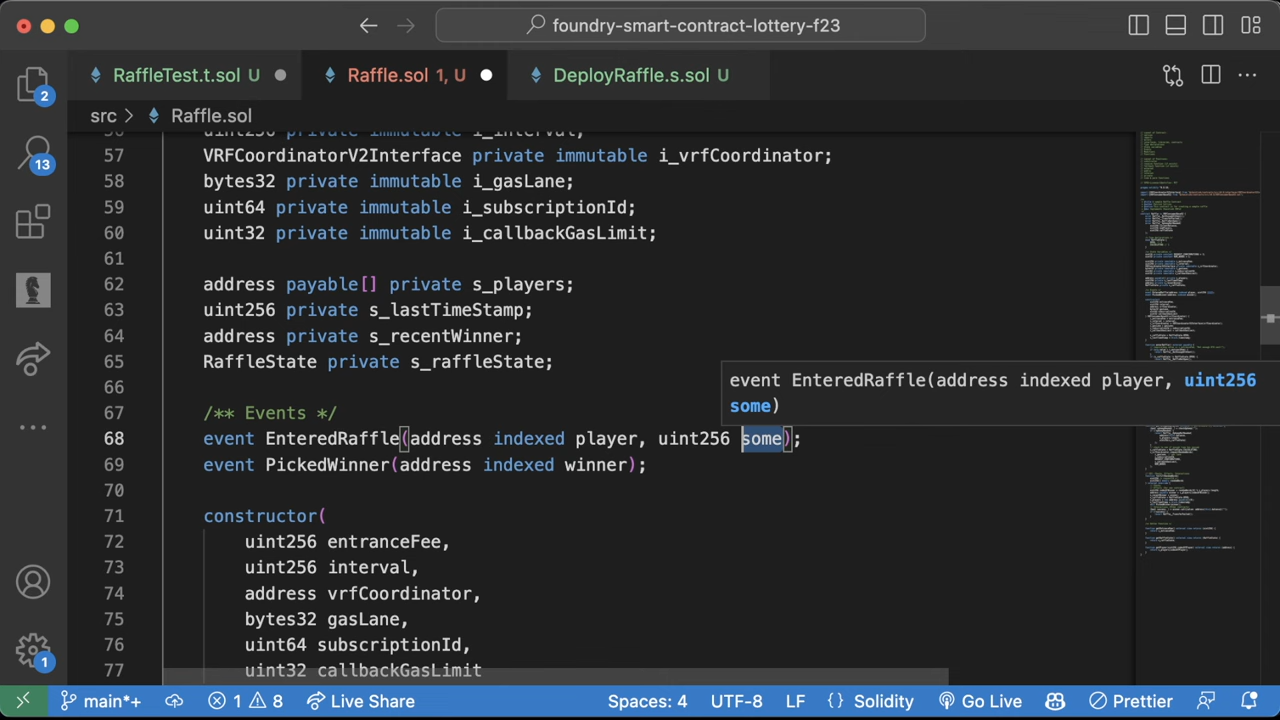 foundry-smart-contract-lottery-f23
RaffleTest.t.sol U
Raffle.sol 1, U
DeployRaffle.s.sol U
src > Raffle.sol
2
13
1
56 uint256 private immutable i_interval;
57 VRFCoordinatorV2Interface private immutable i_vrfCoordinator;
58 bytes32 private immutable i_gasLane;
59 uint64 private immutable i_suscriptionId;
60 uint32 private immutable i_callbackGasLimit;
61
62 address payable[] private s_players;
63 uint256 private s_lastTimeStamp;
64 address private s_recentWinner;
65 RaffleState private s_raffleState;
66
event EnteredRaffle(address indexed player, uint256
some)
67 /** Events */
68 event EnteredRaffle(address indexed player, uint256 some);
69 event PickedWinner(address indexed winner);
70
71 constructor(
72 uint256 entranceFee,
73 uint256 interval,
74 address vrfCoordinator,
75 bytes32 gasLane,
76 uint64 subscriptionId,
77 uint32 callbackGasLimit
main*+ 1 8 Live Share Spaces: 4 UTF-8 LF {} Solidity Go Live Prettier